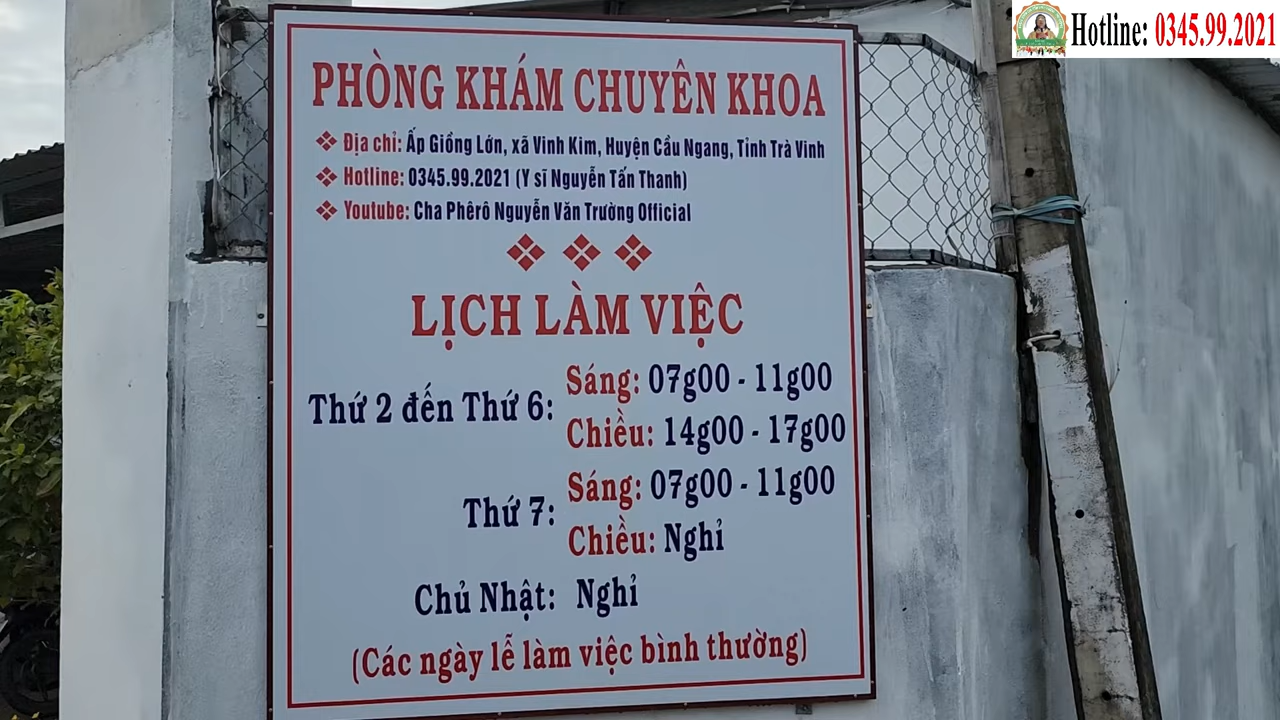 Hotline: 0345.99.2021
PHÒNG KHÁM CHUYÊN KHOA
❖ Địa chỉ: Ấp Giồng Lớn, xã Vinh Kim, Huyện Cầu Ngang, Tỉnh Trà Vinh
❖ Hotline: 0345.99.2021 (Y sĩ Nguyễn Tấn Thanh)
❖ Youtube: Cha Phêrô Nguyễn Văn Trường Official
LỊCH LÀM VIỆC
Thứ 2 đến Thứ 6: Sáng: 07g00 - 11g00
Chiều: 14g00 - 17g00
Thứ 7: Sáng: 07g00 - 11g00
Chiều: Nghỉ
Chủ Nhật: Nghỉ
(Các ngày lễ làm việc bình thường)